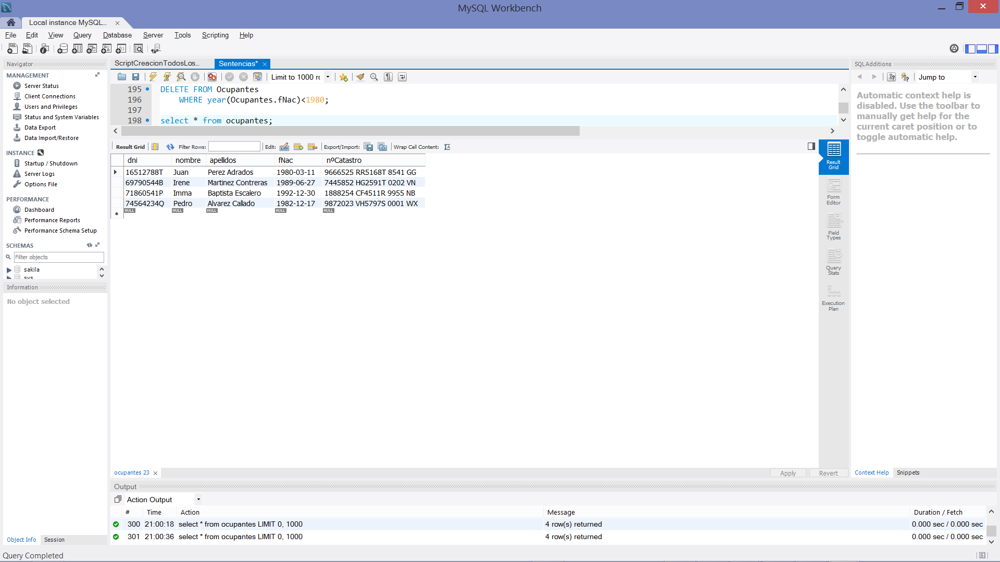 MySQL Workbench
Local instance MySQL...
File Edit View Query Database Server Tools Scripting Help
Navigator
MANAGEMENT
Server Status
Client Connections
Users and Privileges
Status and System Variables
Data Export
Data Import/Restore
INSTANCE
Startup / Shutdown
Server Logs
Options File
PERFORMANCE
Dashboard
Performance Reports
Performance Schema Setup
SCHEMAS
Filter objects
sakila
sys
Information
No object selected
Object Info Session
ScriptCreacionTodosLos... Sentencias*
Limit to 1000 rc
195 DELETE FROM Ocupantes
196 WHERE year(Ocupantes.fNac)<1980;
197
198 select * from ocupantes;
Result Grid Filter Rows: Edit: Export/Import: Wrap Cell Content:
dni nombre apellidos fNac nºCatastro
16512788T Juan Perez Adrados 1980-03-11 9666525 RR5168T 8541 GG
69790544B Irene Martinez Contreras 1989-06-27 7445852 HG2591T 0202 VN
71860541P Imma Baptista Escalero 1992-12-30 1888254 CF4511R 9955 NB
74564234Q Pedro Alvarez Callado 1982-12-17 9872023 VH5797S 0001 WX
NULL NULL NULL NULL NULL
Result
Grid
Form
Editor
Field
Types
Query
Stats
Execution
Plan
ocupantes 23
Apply Revert
SQLAdditions
Jump to
Automatic context help is
disabled. Use the toolbar to
manually get help for the
current caret position or to
toggle automatic help.
Context Help Snippets
Output
Action Output
# Time Action Message Duration / Fetch
300 21:00:18 select * from ocupantes LIMIT 0, 1000 4 row(s) returned 0.000 sec / 0.000 sec
301 21:00:36 select * from ocupantes LIMIT 0, 1000 4 row(s) returned 0.000 sec / 0.000 sec
Query Completed